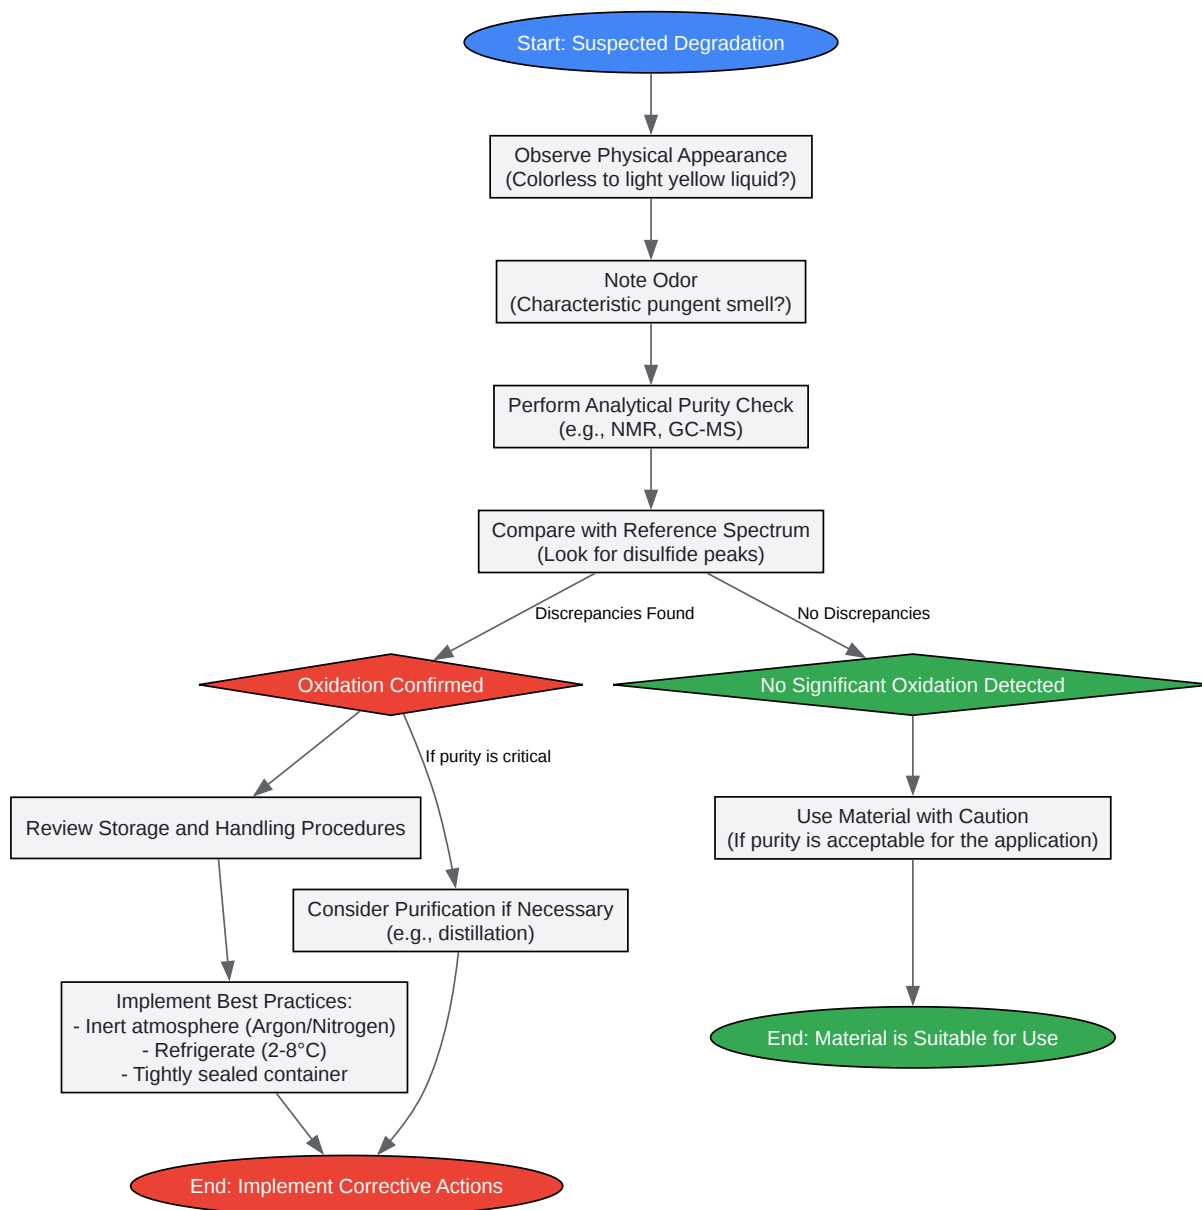 Start: Suspected Degradation
Observe Physical Appearance
(Colorless to light yellow liquid?)
Note Odor
(Characteristic pungent smell?)
Perform Analytical Purity Check
(e.g., NMR, GC-MS)
Compare with Reference Spectrum
(Look for disulfide peaks)
Discrepancies Found
No Discrepancies
Oxidation Confirmed
No Significant Oxidation Detected
If purity is critical
Review Storage and Handling Procedures
Use Material with Caution
(If purity is acceptable for the application)
Consider Purification if Necessary
(e.g., distillation)
Implement Best Practices:
- Inert atmosphere (Argon/Nitrogen)
- Refrigerate (2-8°C)
- Tightly sealed container
End: Material is Suitable for Use
End: Implement Corrective Actions